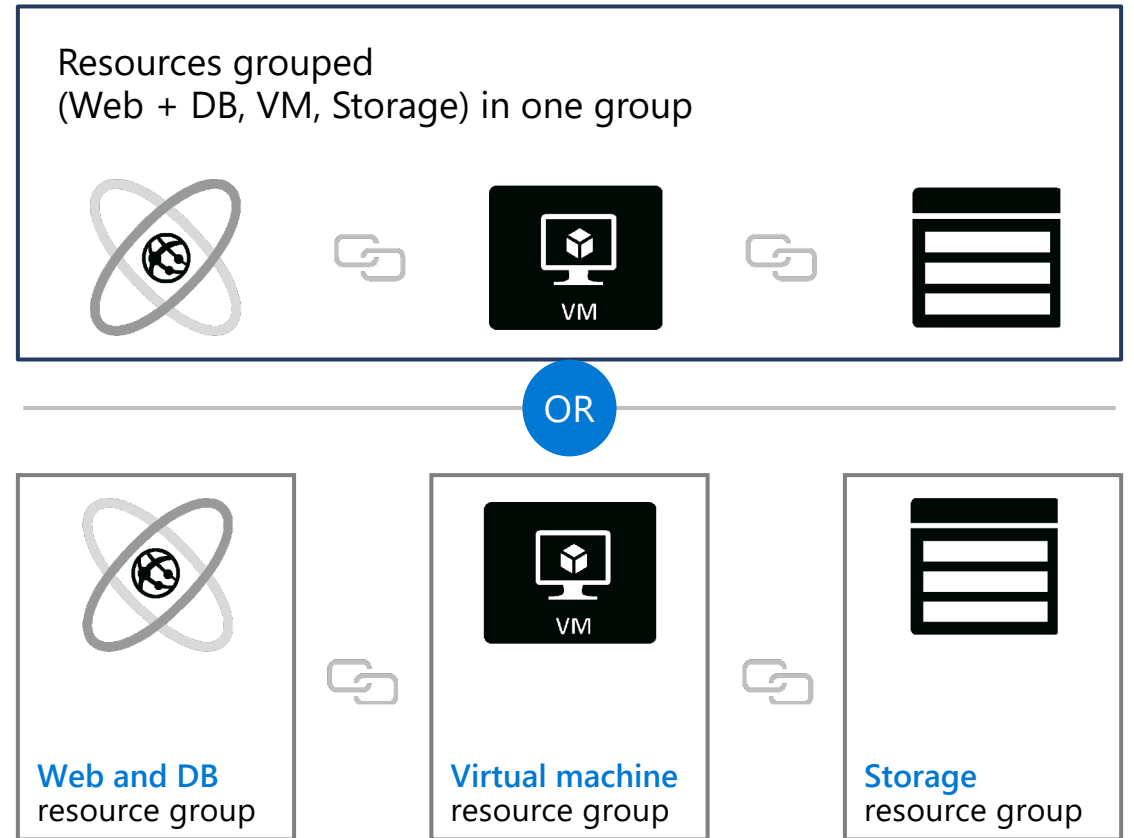 Resources grouped
(Web + DB, VM, Storage) in one group
VM
OR
VM
Web and DB
resource group
Virtual machine
resource group
Storage
resource group